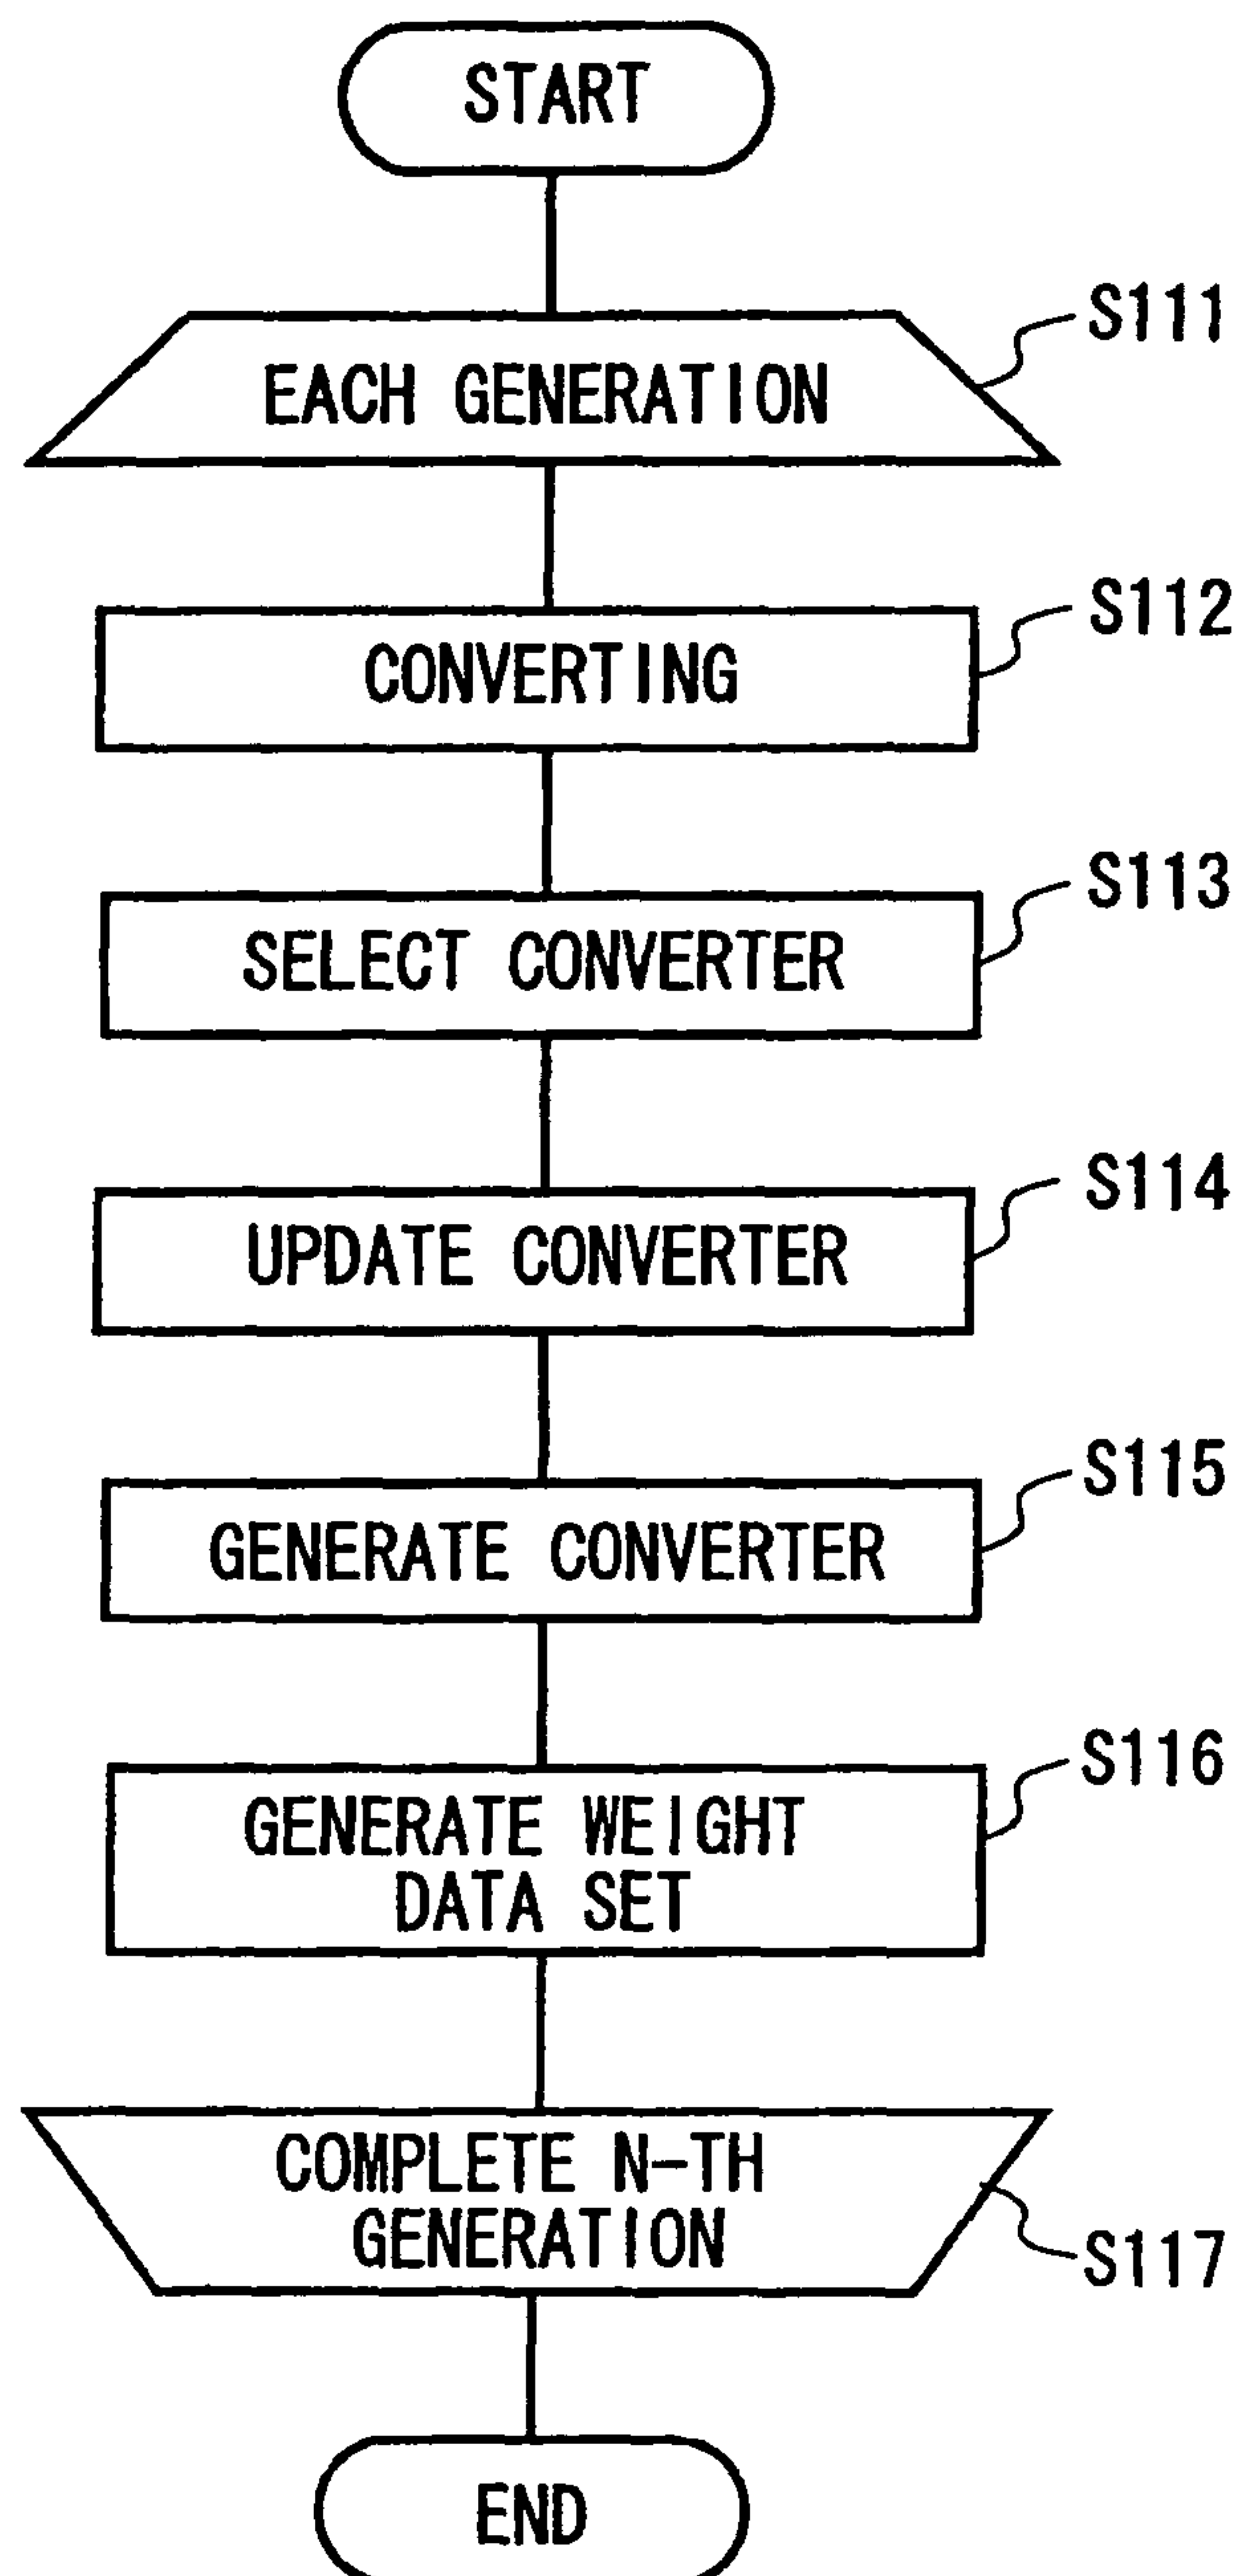 START
EACH GENERATION
S111
CONVERTING
S112
SELECT CONVERTER
S113
UPDATE CONVERTER
S114
GENERATE CONVERTER
S115
GENERATE WEIGHT
DATA SET
S116
COMPLETE N-TH
GENERATION
S117
END